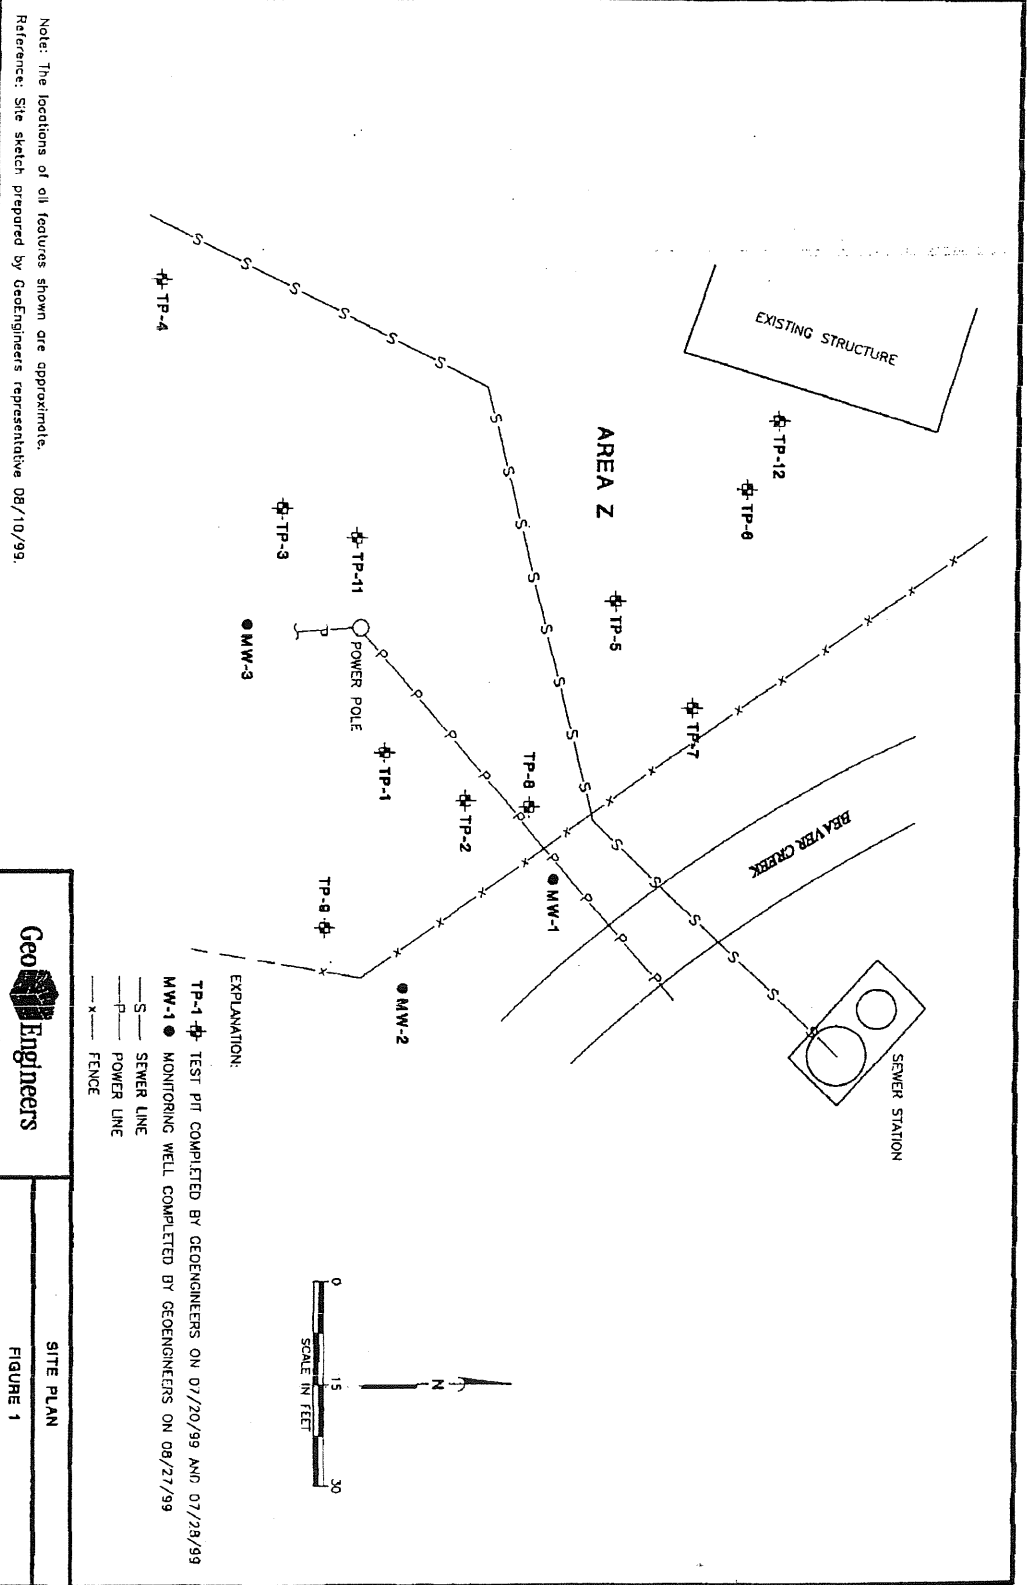 EXISTING STRUCTURE
TP-12
TP-6
AREA Z
TP-5
TP-7
TP-4
TP-3
TP-11
MW-3
POWER POLE
TP-1
TP-2
TP-8
TP-9
MW-1
MW-2
BEAVER CREEK
SEWER STATION
N
0 15 30
SCALE IN FEET
EXPLANATION:
TP-1 TEST PIT COMPLETED BY GEOENGINEERS ON 07/20/99 AND 07/28/99
MW-1 MONITORING WELL COMPLETED BY GEOENGINEERS ON 08/27/99
—S— SEWER LINE
—P— POWER LINE
—x— FENCE
Note: The locations of all features shown are approximate.
Reference: Site sketch prepared by GeoEngineers representative 08/10/99.
Geo Engineers
SITE PLAN
FIGURE 1